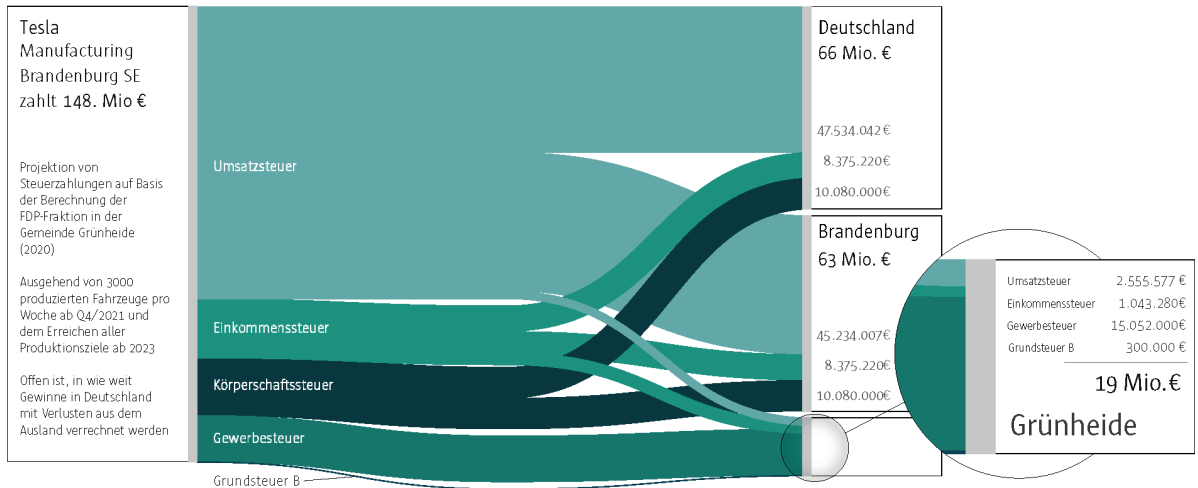 Tesla
Manufacturing
Brandenburg SE
zahlt 148. Mio €
Projektion von
Steuerzahlungen auf Basis
der Berechnung der
FDP-Fraktion in der
Gemeinde Grünheide
(2020)
Ausgehend von 3000
produzierten Fahrzeuge pro
Woche ab Q4/2021 und
dem Erreichen aller
Produktionsziele ab 2023
Offen ist, in wie weit
Gewinne in Deutschland
mit Verlusten aus dem
Ausland verrechnet werden
Umsatzsteuer
Einkommenssteuer
Körperschaftssteuer
Gewerbesteuer
Grundsteuer B
Deutschland
66 Mio. €
47.534.042 €
8.375.220 €
10.080.000€
Brandenburg
63 Mio. €
45.234.007€
8.375.220 €
10.080.000€
Umsatzsteuer 2.555.577 €
Einkommenssteuer 1.043.280€
Gewerbesteuer 15.052.000€
Grundsteuer B 300.000 €
19 Mio.€
Grünheide